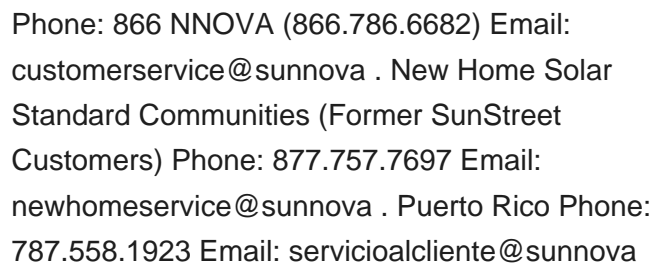 Phone: 866 NNOVA (866.786.6682) Email:
customerservice@sunnova . New Home Solar
Standard Communities (Former SunStreet
Customers) Phone: 877.757.7697 Email:
newhomeservice@sunnova . Puerto Rico Phone:
787.558.1923 Email: servicioalcliente@sunnova